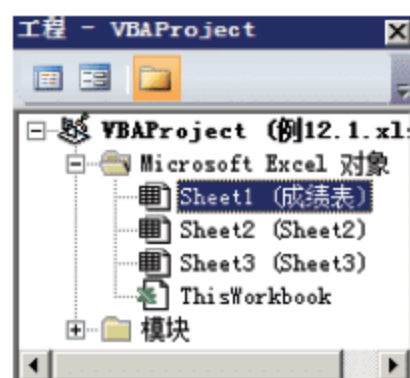 工程 - VBAProject
VBAProject (例12.1.xl
Microsoft Excel 对象
Sheet1 (成绩表)
Sheet2 (Sheet2)
Sheet3 (Sheet3)
ThisWorkbook
模块